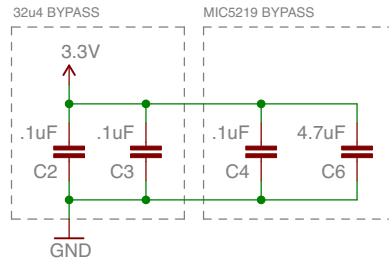 32u4 BYPASS MIC5219 BYPASS
3.3V
.1uF .1uF .1uF 4.7uF
C2 C3 C4 C6
GND